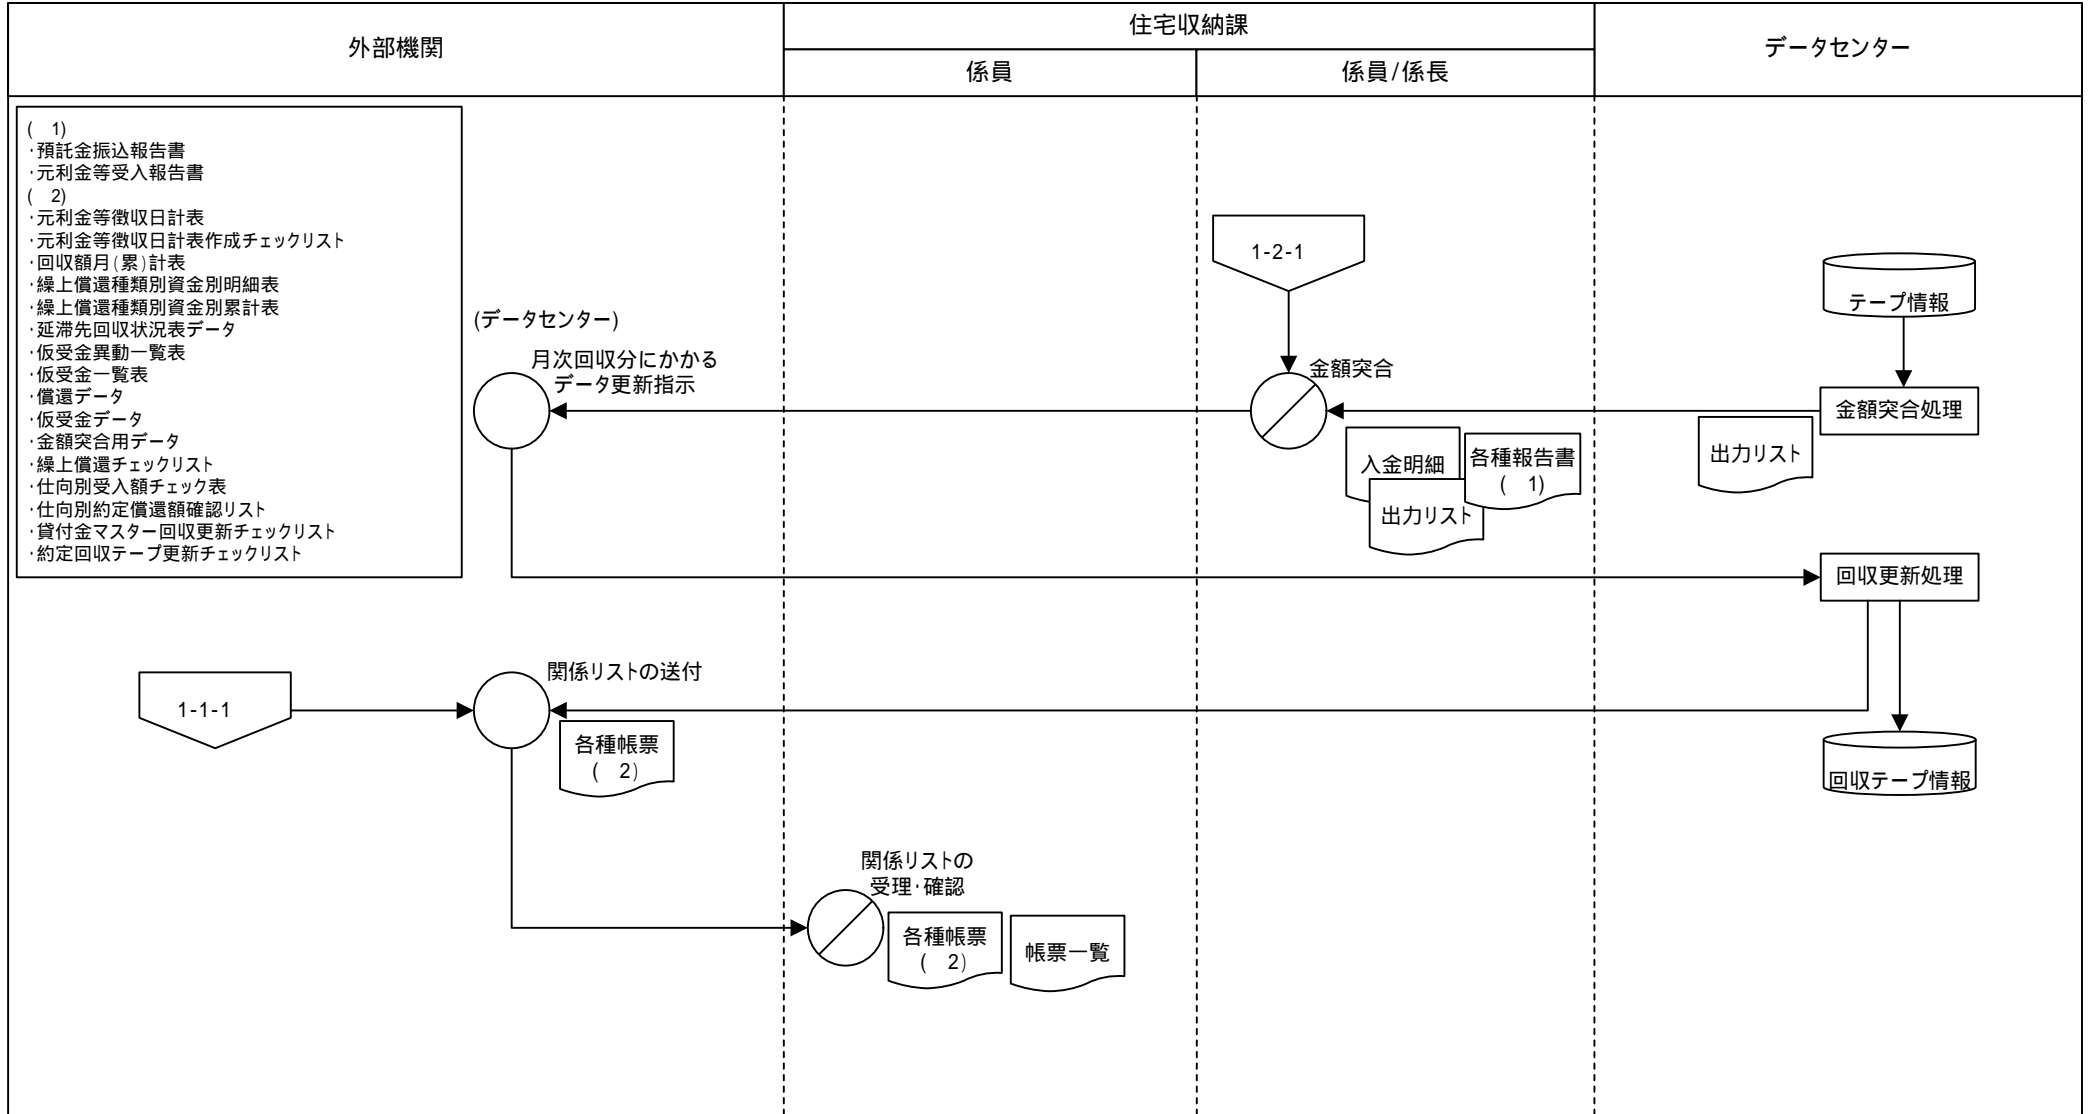 外部機関
住宅収納課
データセンター
係員
係員/係長
( 1)
･預託金振込報告書
･元利金等受入報告書
( 2)
･元利金等徴収日計表
･元利金等徴収日計表作成チェックリスト
･回収額月(累)計表
･繰上償還種類別資金別明細表
･繰上償還種類別資金別累計表
･延滞先回収状況表データ
･仮受金異動一覧表
･仮受金一覧表
･償還データ
･仮受金データ
･金額突合用データ
･繰上償還チェックリスト
･仕向別受入額チェック表
･仕向別約定償還額確認リスト
･貸付金マスター回収更新チェックリスト
･約定回収テープ更新チェックリスト
1-2-1
テープ情報
(データセンター)
月次回収分にかかる
データ更新指示
金額突合
金額突合処理
入金明細
各種報告書
( 1)
出力リスト
出力リスト
回収更新処理
1-1-1
関係リストの送付
各種帳票
( 2)
回収テープ情報
関係リストの
受理･確認
各種帳票
( 2)
帳票一覧